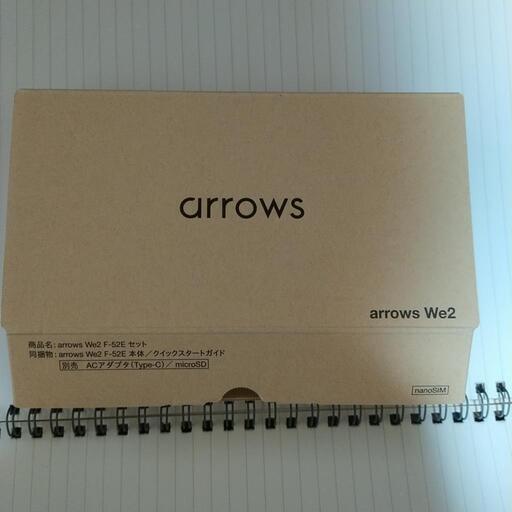 arrows
arrows We2
商品名: arrows We2 F-52E セット
同梱物: arrows We2 F-52E 本体/クイックスタートガイド
別売 ACアダプタ(Type-C)/ microSD
nanoSIM